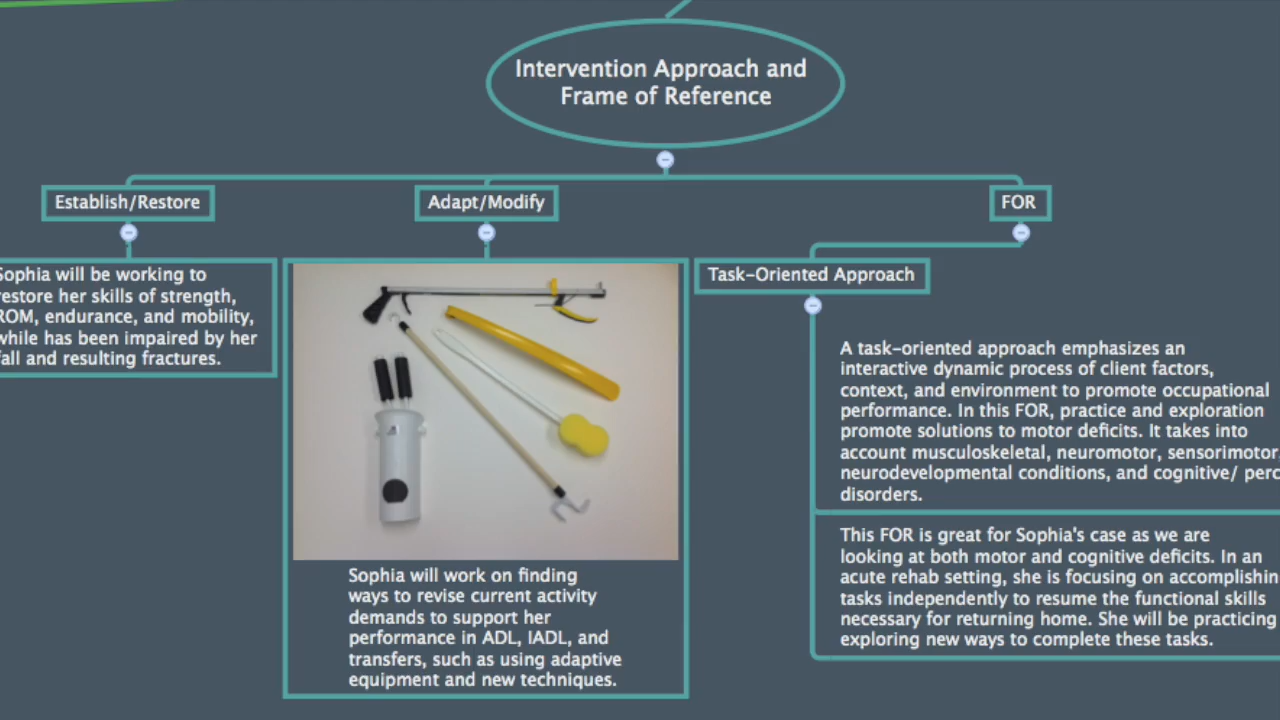 Intervention Approach and
Frame of Reference
Establish/Restore
Adapt/Modify
FOR
Sophia will be working to
restore her skills of strength,
ROM, endurance, and mobility,
while has been impaired by her
fall and resulting fractures.
Sophia will work on finding
ways to revise current activity
demands to support her
performance in ADL, IADL, and
transfers, such as using adaptive
equipment and new techniques.
Task-Oriented Approach
A task-oriented approach emphasizes an
interactive dynamic process of client factors,
context, and environment to promote occupational
performance. In this FOR, practice and exploration
promote solutions to motor deficits. It takes into
account musculoskeletal, neuromotor, sensorimotor,
neurodevelopmental conditions, and cognitive/ perc
disorders.
This FOR is great for Sophia's case as we are
looking at both motor and cognitive deficits. In an
acute rehab setting, she is focusing on accomplishin
tasks independently to resume the functional skills
necessary for returning home. She will be practicing
exploring new ways to complete these tasks.